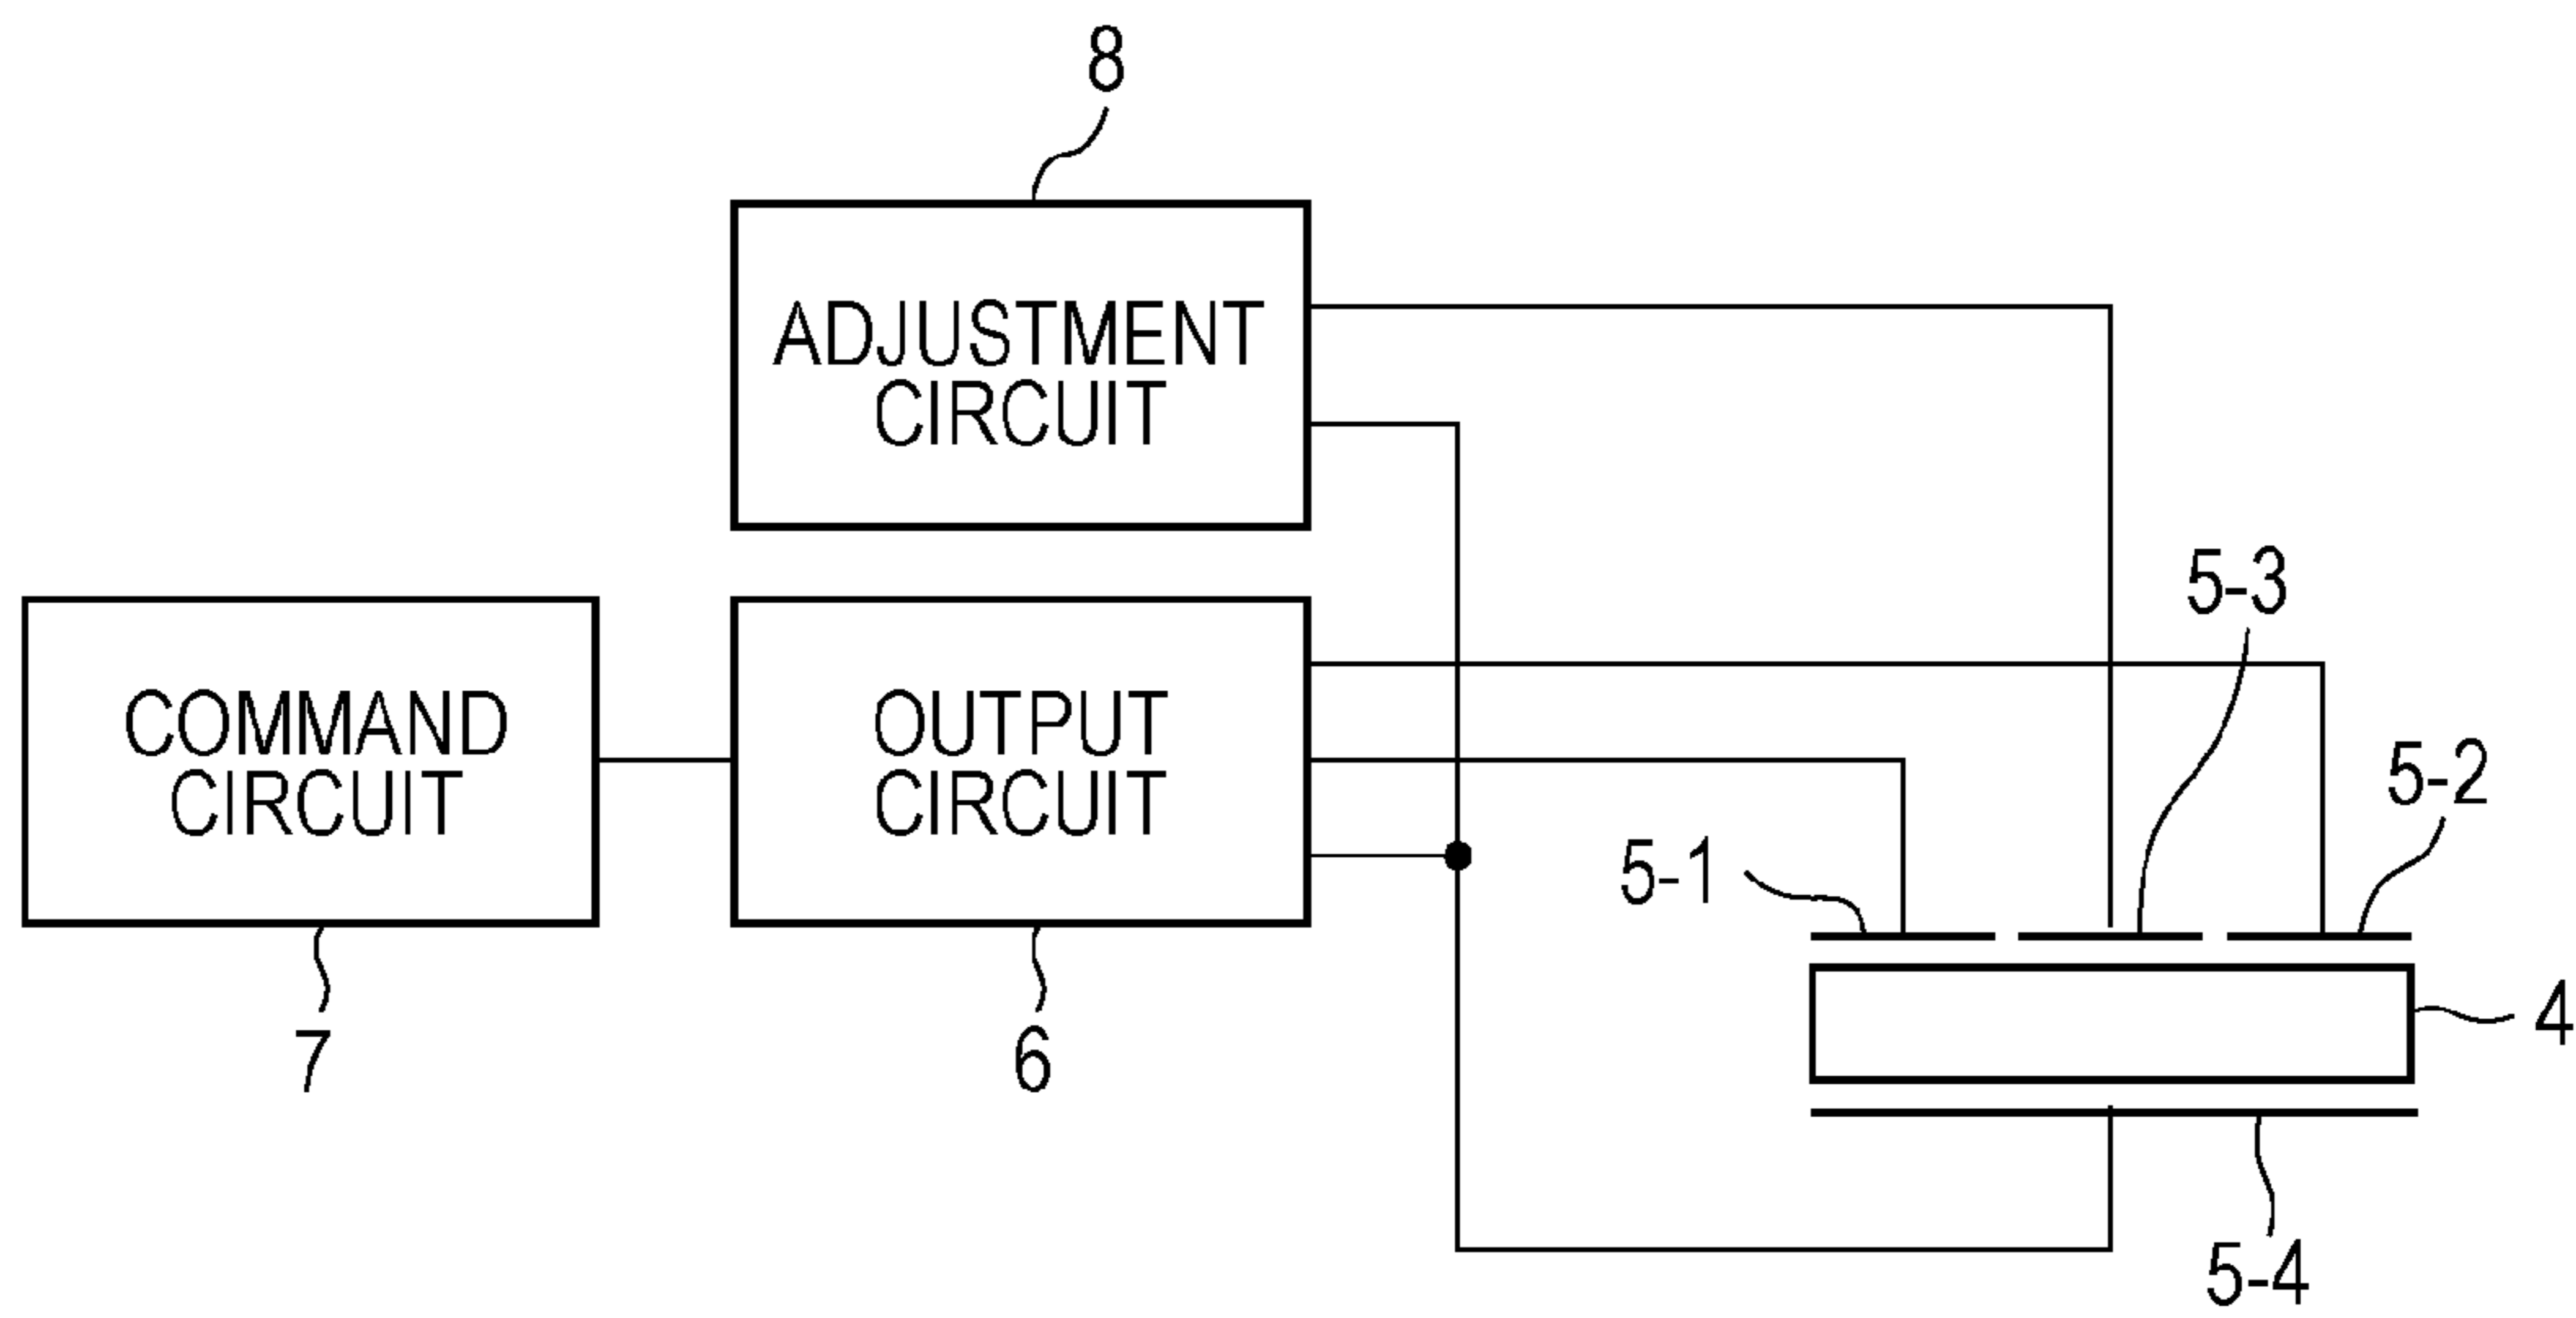 8
ADJUSTMENT
CIRCUIT
5-3
COMMAND
CIRCUIT
OUTPUT
CIRCUIT
5-2
5-1
4
7
6
5-4